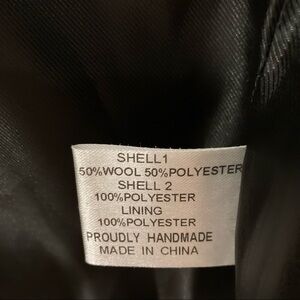 SHELL1
50%WOOL 50%POLYESTER
SHELL 2
100%POLYESTER
LINING
100%POLYESTER
PROUDLY HANDMADE
MADE IN CHINA